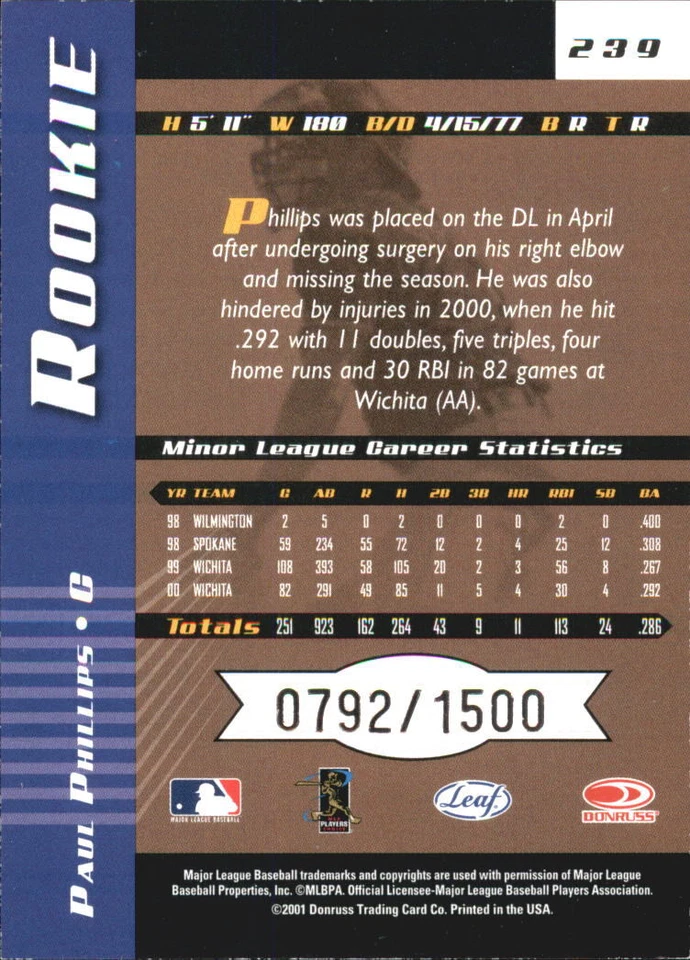 239
ROOKIE
PAUL PHILLIPS • C
H 5' 11" W 180 B/D 4/15/77 B R T R
Phillips was placed on the DL in April
after undergoing surgery on his right elbow
and missing the season. He was also
hindered by injuries in 2000, when he hit
.292 with 11 doubles, five triples, four
home runs and 30 RBI in 82 games at
Wichita (AA).
Minor League Career Statistics
YR TEAM G AB R H 2B 3B HR RBI SB BA
98 WILMINGTON 2 5 0 2 0 0 0 2 0 .400
98 SPOKANE 59 234 55 72 12 2 4 25 12 .308
99 WICHITA 108 393 58 105 20 2 3 56 8 .267
00 WICHITA 82 291 49 85 11 5 4 30 4 .292
Totals 251 923 162 264 43 9 11 113 24 .286
0792/1500
MAJOR LEAGUE BASEBALL
PLAYERS
Leaf
DONRUSS
Major League Baseball trademarks and copyrights are used with permission of Major League
Baseball Properties, Inc. ©MLBPA. Official Licensee-Major League Baseball Players Association.
©2001 Donruss Trading Card Co. Printed in the USA.